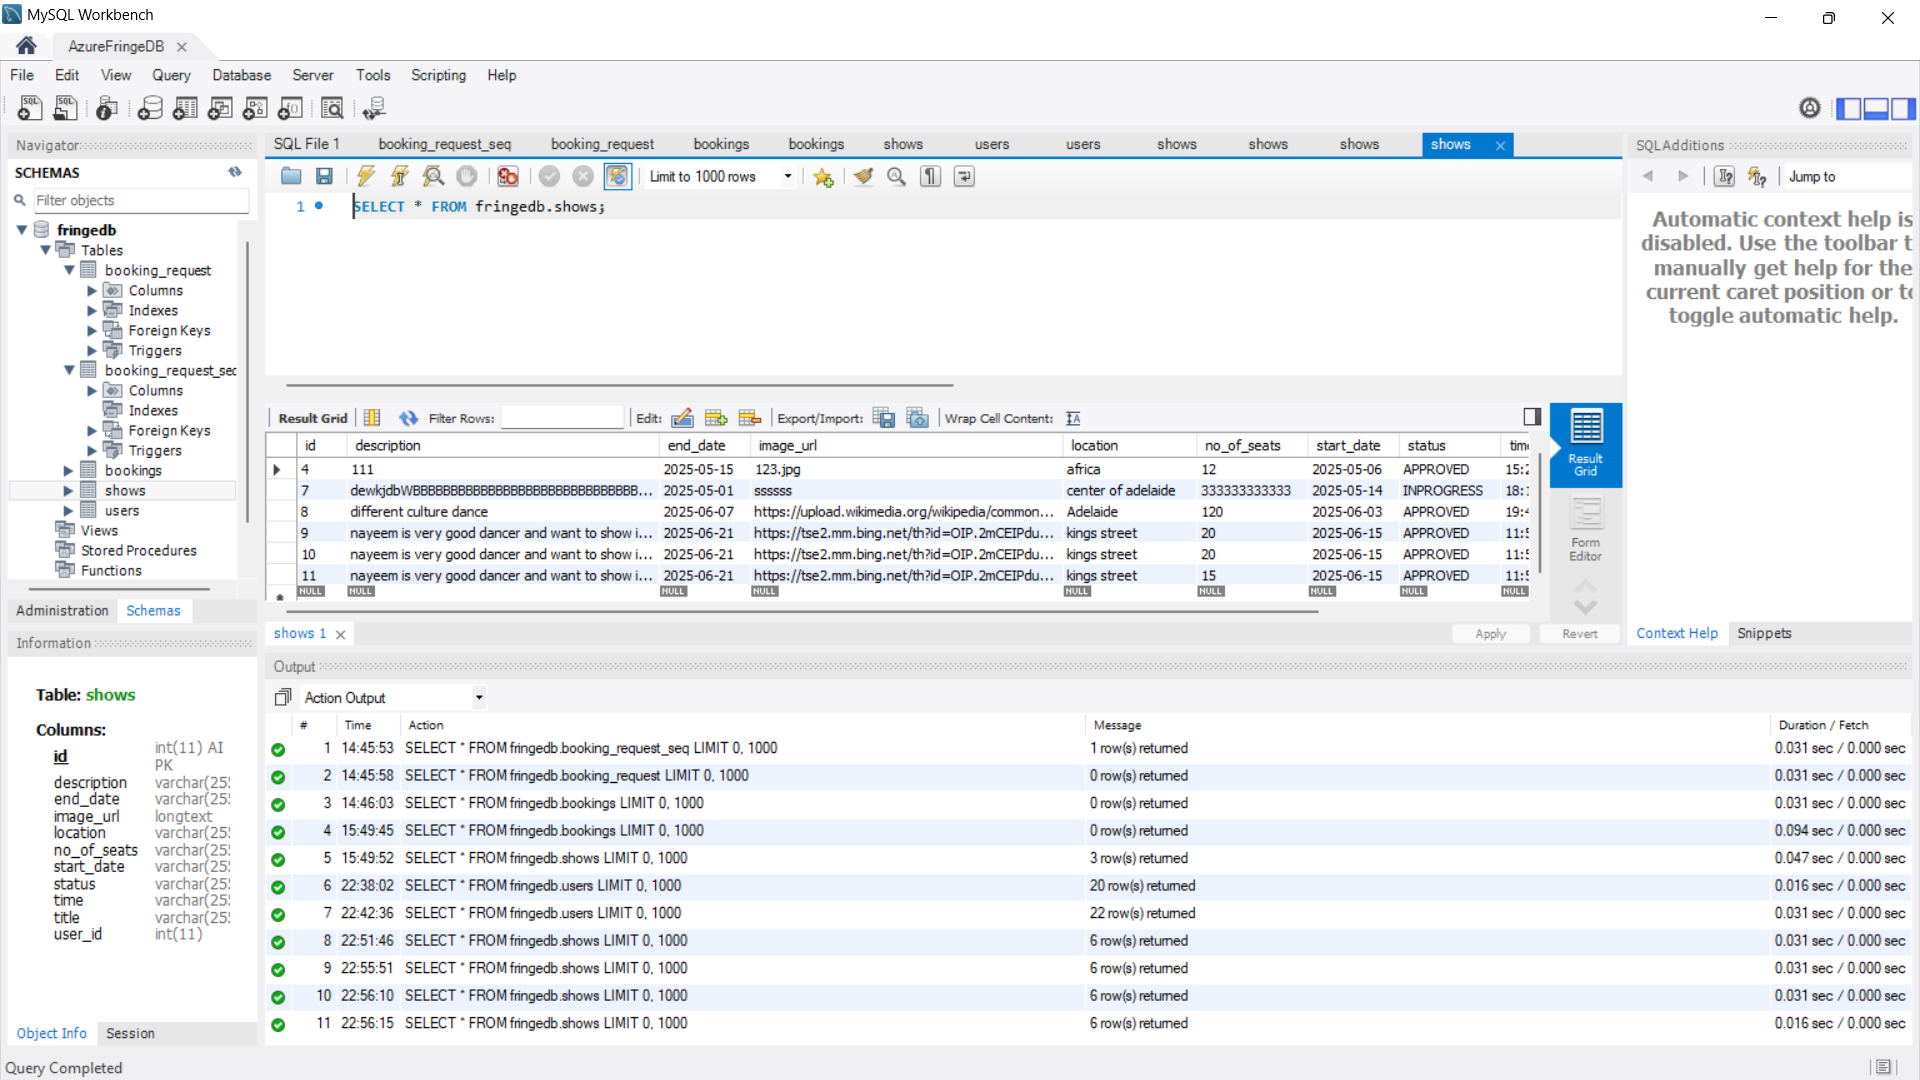 MySQL Workbench
AzureFringeDB
File Edit View Query Database Server Tools Scripting Help
Navigator
SCHEMAS
Filter objects
fringedb
Tables
booking_request
Columns
Indexes
Foreign Keys
Triggers
booking_request_sec
Columns
Indexes
Foreign Keys
Triggers
bookings
shows
users
Views
Stored Procedures
Functions
Administration Schemas
Information
Table: shows
Columns:
id int(11) AI PK
description varchar(25
end_date varchar(25
image_url longtext
location varchar(25
no_of_seats varchar(25
start_date varchar(25
status varchar(25
time varchar(25
title varchar(25
user_id int(11)
Object Info Session
Query Completed
SQL File 1 booking_request_seq booking_request bookings bookings shows users users shows shows shows shows
Limit to 1000 rows
1 SELECT * FROM fringedb.shows;
Result Grid Filter Rows: Edit: Export/Import: Wrap Cell Content:
id description end_date image_url location no_of_seats start_date status time
4 111 2025-05-15 123.jpg africa 12 2025-05-06 APPROVED 15:2
7 dewkjdbWBBBBBBBBBBBBBBBBBBBBBBBBBBBBBB... 2025-05-01 ssssss center of adelaide 333333333333 2025-05-14 INPROGRESS 18:1
8 different culture dance 2025-06-07 https://upload.wikimedia.org/wikipedia/common... Adelaide 120 2025-06-03 APPROVED 19:4
9 nayeem is very good dancer and want to show i... 2025-06-21 https://tse2.mm.bing.net/th?id=OIP.2mCEIPdu... kings street 20 2025-06-15 APPROVED 11:5
10 nayeem is very good dancer and want to show i... 2025-06-21 https://tse2.mm.bing.net/th?id=OIP.2mCEIPdu... kings street 20 2025-06-15 APPROVED 11:5
11 nayeem is very good dancer and want to show i... 2025-06-21 https://tse2.mm.bing.net/th?id=OIP.2mCEIPdu... kings street 15 2025-06-15 APPROVED 11:5
NULL NULL NULL NULL NULL NULL NULL NULL NULL
Result Grid
Form Editor
shows 1
Apply Revert
SQLAdditions
Jump to
Automatic context help is
disabled. Use the toolbar t
manually get help for the
current caret position or to
toggle automatic help.
Context Help Snippets
Output
Action Output
# Time Action Message Duration / Fetch
1 14:45:53 SELECT * FROM fringedb.booking_request_seq LIMIT 0, 1000 1 row(s) returned 0.031 sec / 0.000 sec
2 14:45:58 SELECT * FROM fringedb.booking_request LIMIT 0, 1000 0 row(s) returned 0.031 sec / 0.000 sec
3 14:46:03 SELECT * FROM fringedb.bookings LIMIT 0, 1000 0 row(s) returned 0.031 sec / 0.000 sec
4 15:49:45 SELECT * FROM fringedb.bookings LIMIT 0, 1000 0 row(s) returned 0.094 sec / 0.000 sec
5 15:49:52 SELECT * FROM fringedb.shows LIMIT 0, 1000 3 row(s) returned 0.047 sec / 0.000 sec
6 22:38:02 SELECT * FROM fringedb.users LIMIT 0, 1000 20 row(s) returned 0.016 sec / 0.000 sec
7 22:42:36 SELECT * FROM fringedb.users LIMIT 0, 1000 22 row(s) returned 0.031 sec / 0.000 sec
8 22:51:46 SELECT * FROM fringedb.shows LIMIT 0, 1000 6 row(s) returned 0.031 sec / 0.000 sec
9 22:55:51 SELECT * FROM fringedb.shows LIMIT 0, 1000 6 row(s) returned 0.031 sec / 0.000 sec
10 22:56:10 SELECT * FROM fringedb.shows LIMIT 0, 1000 6 row(s) returned 0.031 sec / 0.000 sec
11 22:56:15 SELECT * FROM fringedb.shows LIMIT 0, 1000 6 row(s) returned 0.016 sec / 0.000 sec